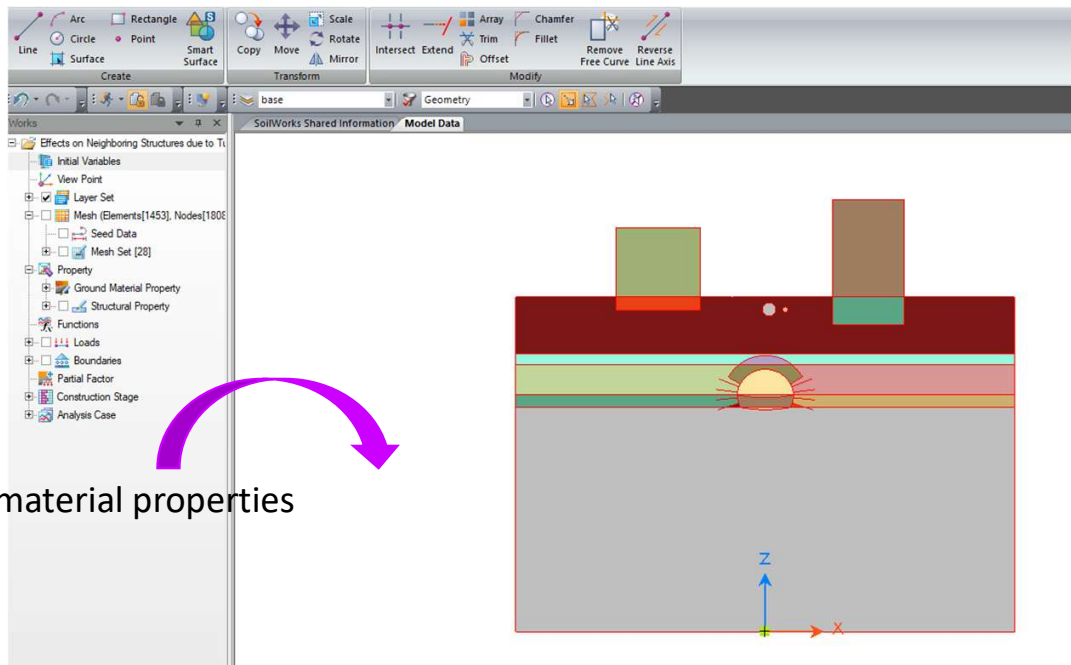 Arc Rectangle
Line Circle Point Smart Surface
Surface
Create
Copy Move Scale
Rotate
Mirror
Transform
Intersect Extend Array Chamfer
Trim Fillet
Offset
Remove Free Curve
Reverse Line Axis
Modify
base Geometry
Works
SoilWorks Shared Information Model Data
Effects on Neighboring Structures due to
Initial Variables
View Point
Layer Set
Mesh (Elements[1453], Nodes[1808
Seed Data
Mesh Set [28]
Property
Ground Material Property
Structural Property
Functions
Loads
Boundaries
Partial Factor
Construction Stage
Analysis Case
material properties
Z
X